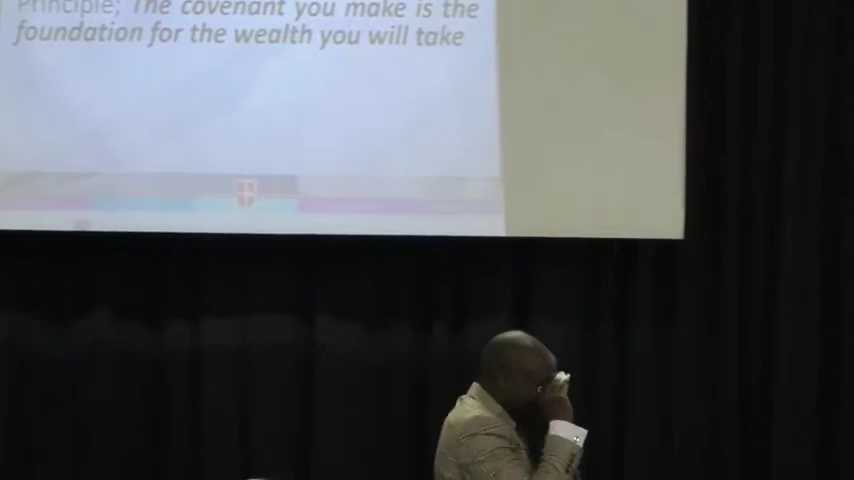 Principle; The covenant you make is the
foundation for the wealth you will take